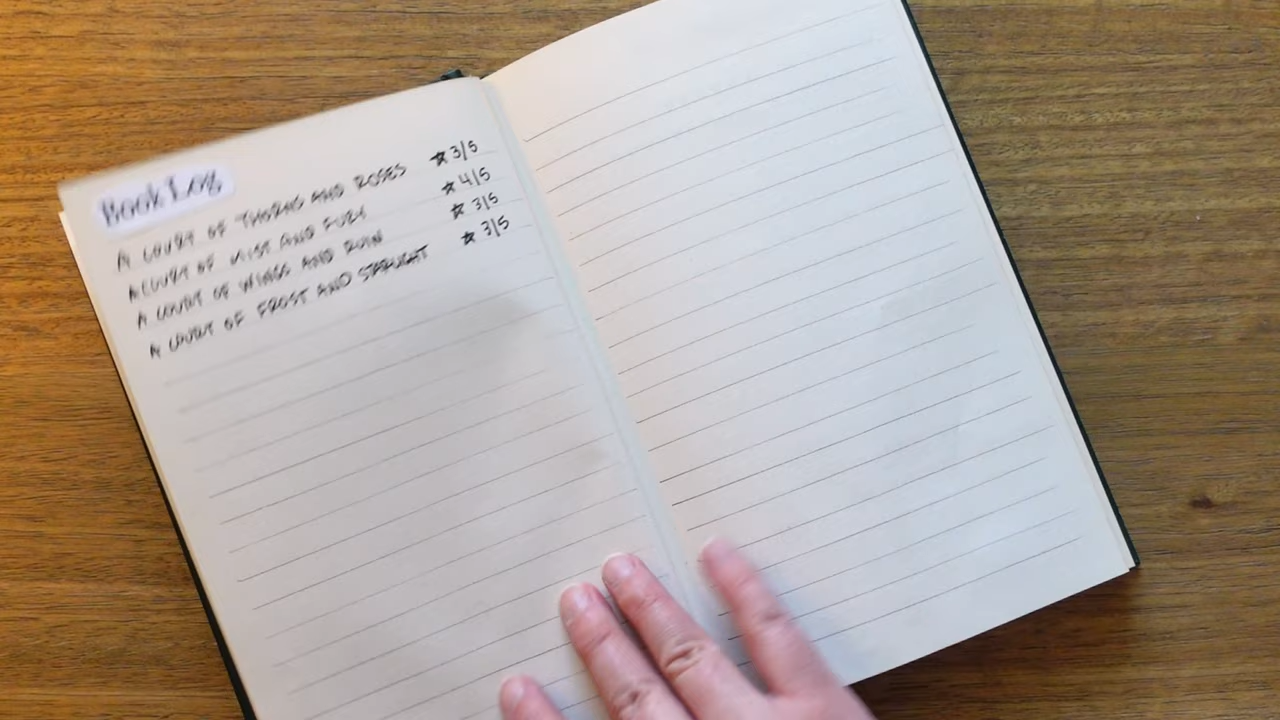 Book Log
A COURT OF THORNS AND ROSES ★ 3/5
A COURT OF MIST AND FURY ★ 4/5
A COURT OF WINGS AND RUIN ★ 3/5
A COURT OF FROST AND STARLIGHT ★ 3/5